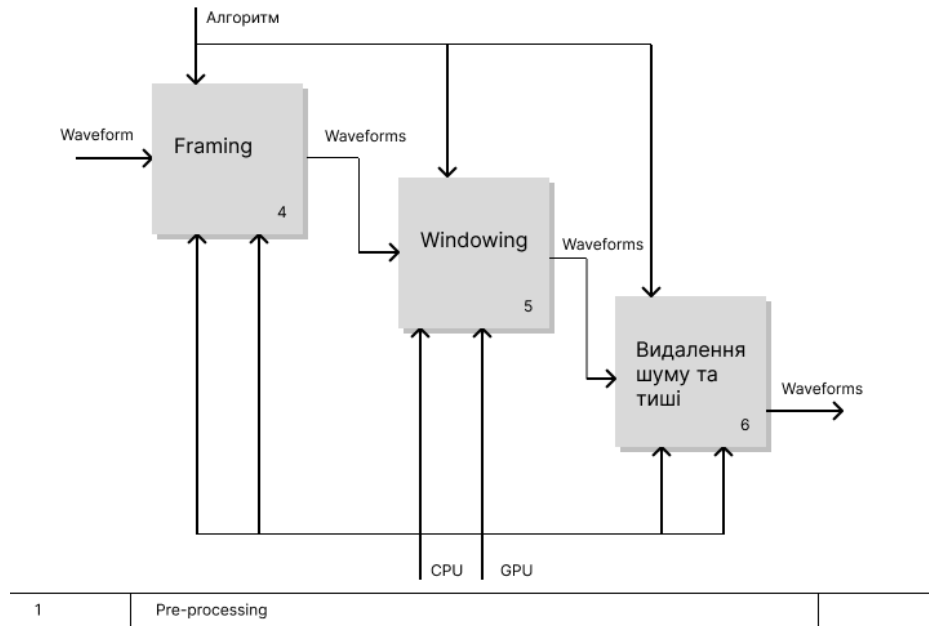 Алгоритм
Waveform
Framing
4
Waveforms
Windowing
5
Waveforms
Видалення
шуму та
тиші
6
Waveforms
CPU
GPU
1
Pre-processing